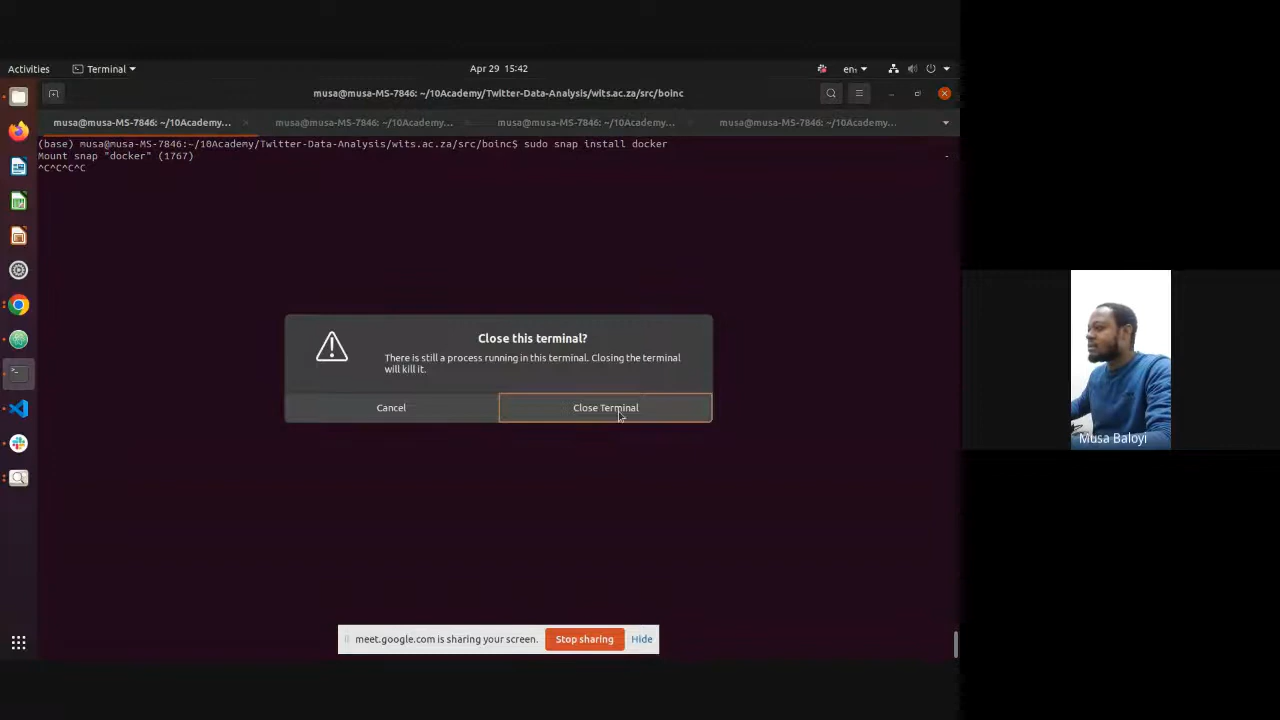 Activities
Terminal
Apr 29 15:42
en₁
musa@musa-MS-7846: ~/10Academy/Twitter-Data-Analysis/wits.ac.za/src/boinc
musa@musa-MS-7846: ~/10Academy/...
musa@musa-MS-7846: ~/10Academy/...
musa@musa-MS-7846: ~/10Academy/...
musa@musa-MS-7846: ~/10Academy/...
(base) musa@musa-MS-7846:~/10Academy/Twitter-Data-Analysis/wits.ac.za/src/boinc$ sudo snap install docker
Mount snap "docker" (1767) -
^C^C^C^C
Close this terminal?
There is still a process running in this terminal. Closing the terminal
will kill it.
Cancel
Close Terminal
Musa Baloyi
meet.google.com is sharing your screen.
Stop sharing
Hide